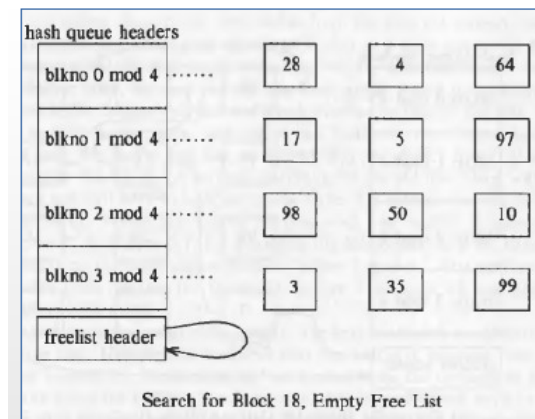 hash queue headers
blkno 0 mod 4 ....... 28 4 64
blkno 1 mod 4 ....... 17 5 97
blkno 2 mod 4 ....... 98 50 10
blkno 3 mod 4 ....... 3 35 99
freelist header
Search for Block 18, Empty Free List